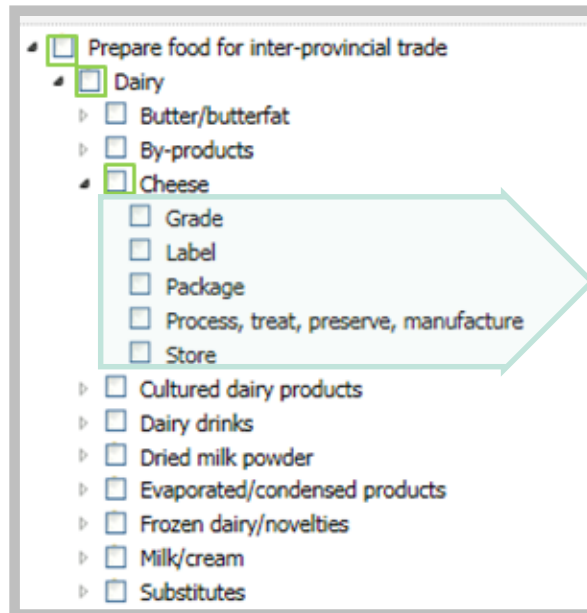 Prepare food for inter-provincial trade
Dairy
Butter/butterfat
By-products
Cheese
Grade
Label
Package
Process, treat, preserve, manufacture
Store
Cultured dairy products
Dairy drinks
Dried milk powder
Evaporated/condensed products
Frozen dairy/novelties
Milk/cream
Substitutes